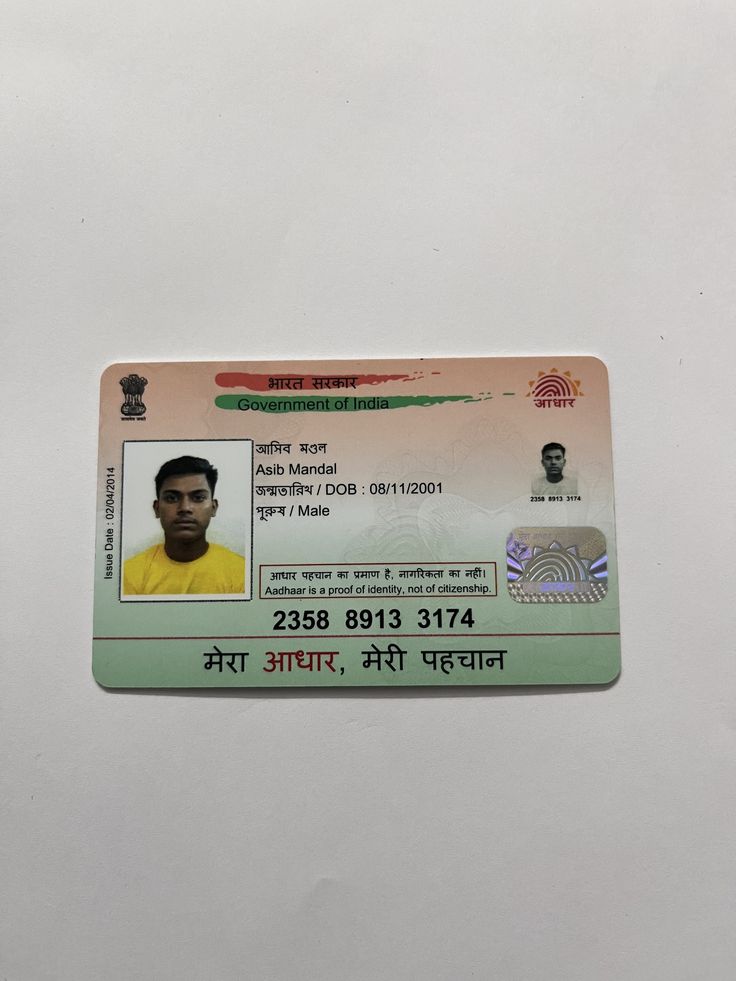 भारत सरकार
Government of India
आधार
Issue Date : 02/04/2014
আসিব মণ্ডল
Asib Mandal
জন্মতারিখ / DOB : 08/11/2001
পুরুষ / Male
2358 8913 3174
आधार पहचान का प्रमाण है, नागरिकता का नहीं।
Aadhaar is a proof of identity, not of citizenship.
2358 8913 3174
मेरा आधार, मेरी पहचान